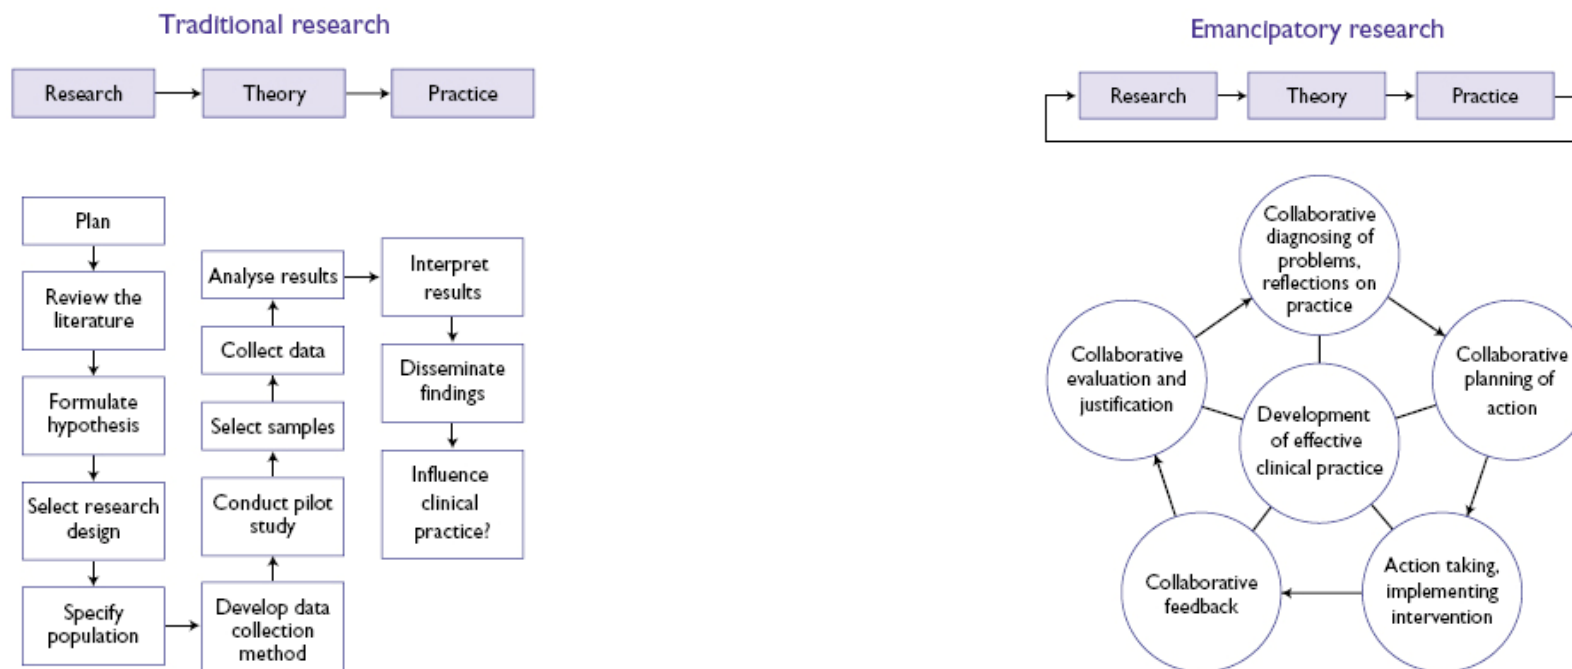 Traditional research
Research
Theory
Practice
Plan
Review the
literature
Formulate
hypothesis
Select research
design
Specify
population
Develop data
collection
method
Conduct pilot
study
Select samples
Collect data
Analyse results
Interpret
results
Disseminate
findings
Influence
clinical
practice?
Emancipatory research
Research
Theory
Practice
Collaborative
diagnosing of
problems,
reflections on
practice
Collaborative
planning of
action
Action taking,
implementing
intervention
Collaborative
feedback
Collaborative
evaluation and
justification
Development
of effective
clinical practice